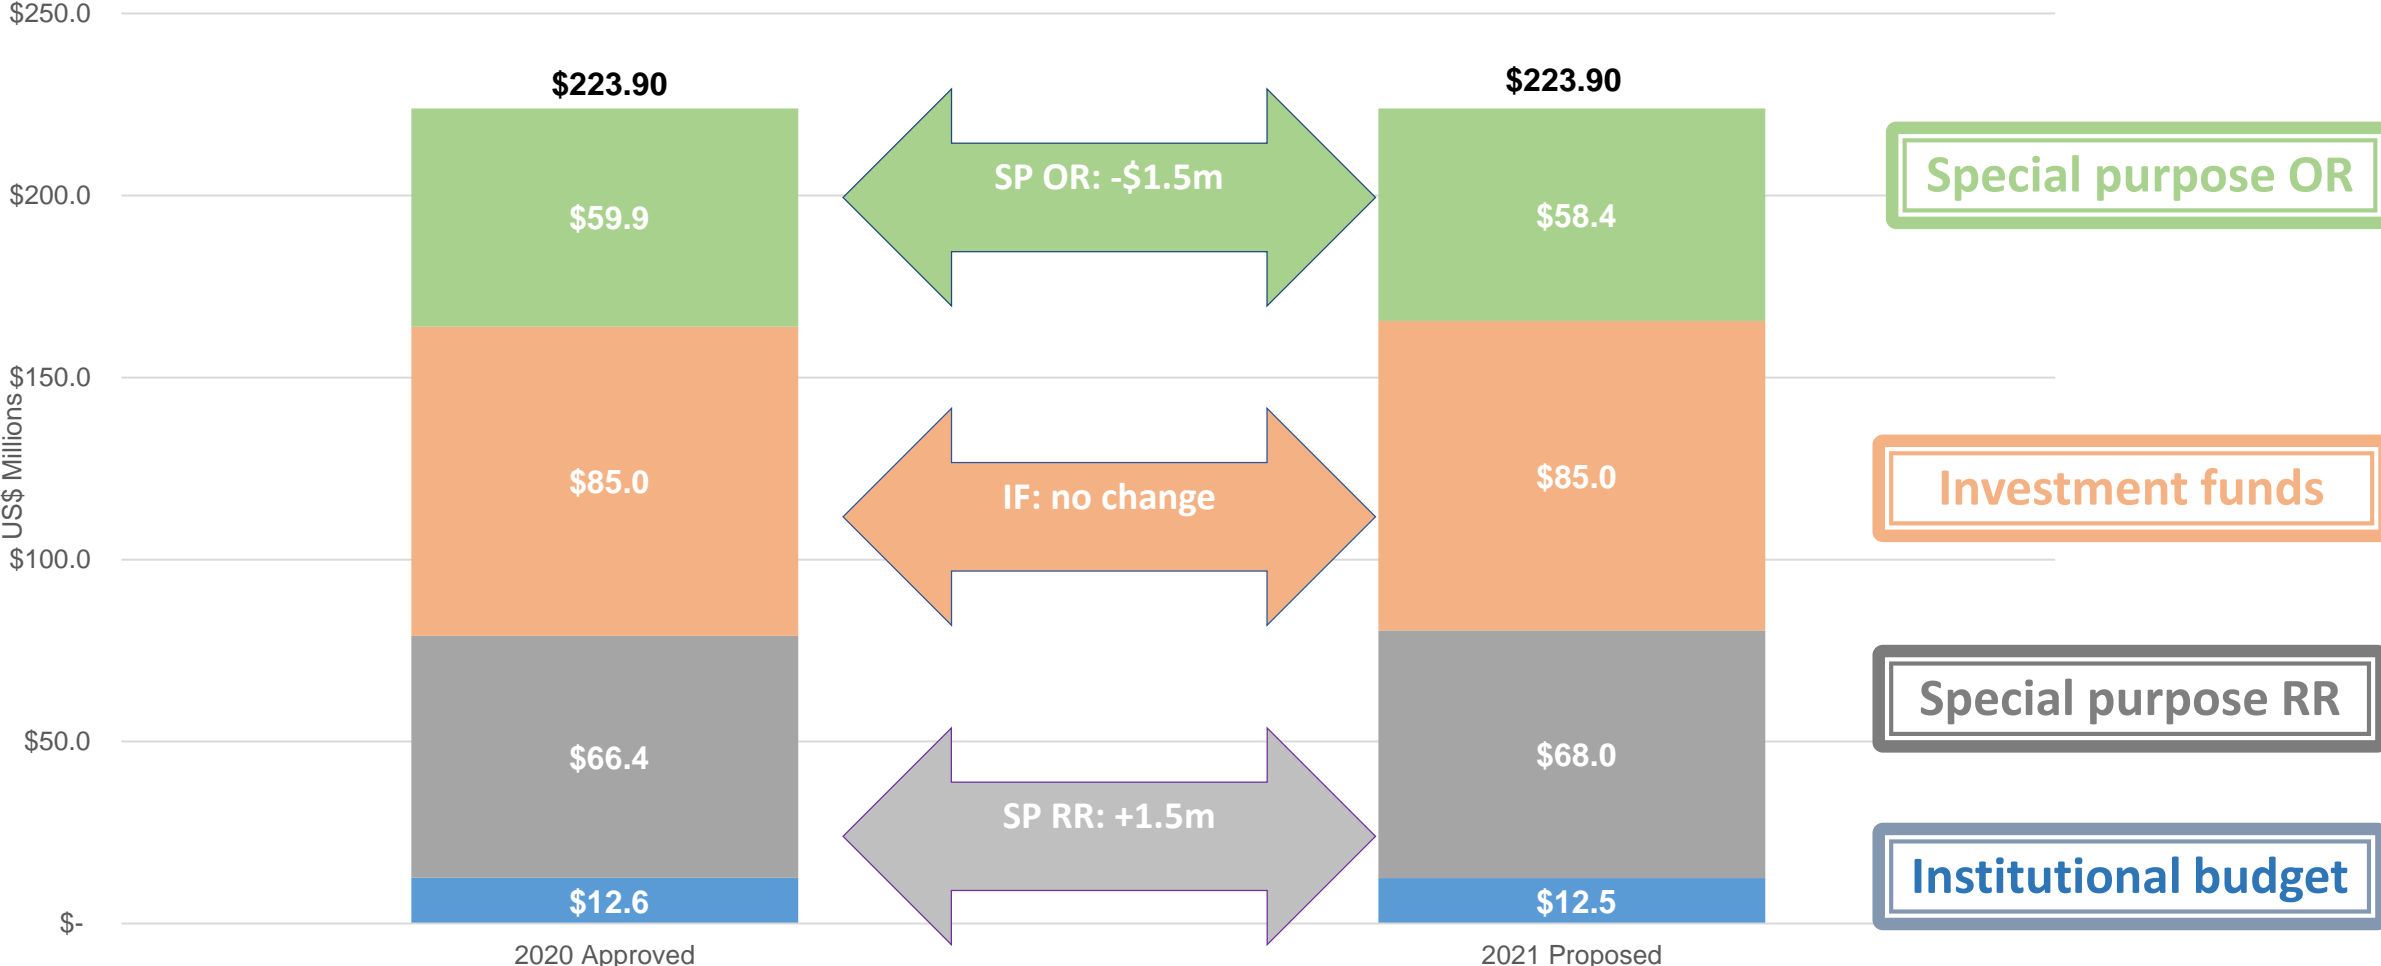 $250.0
$200.0
$150.0
$100.0
$50.0
$-
US$ Millions
$223.90
$59.9
$85.0
$66.4
$12.6
2020 Approved
SP OR: -$1.5m
IF: no change
SP RR: +1.5m
$223.90
$58.4
$85.0
$68.0
$12.5
2021 Proposed
Special purpose OR
Investment funds
Special purpose RR
Institutional budget